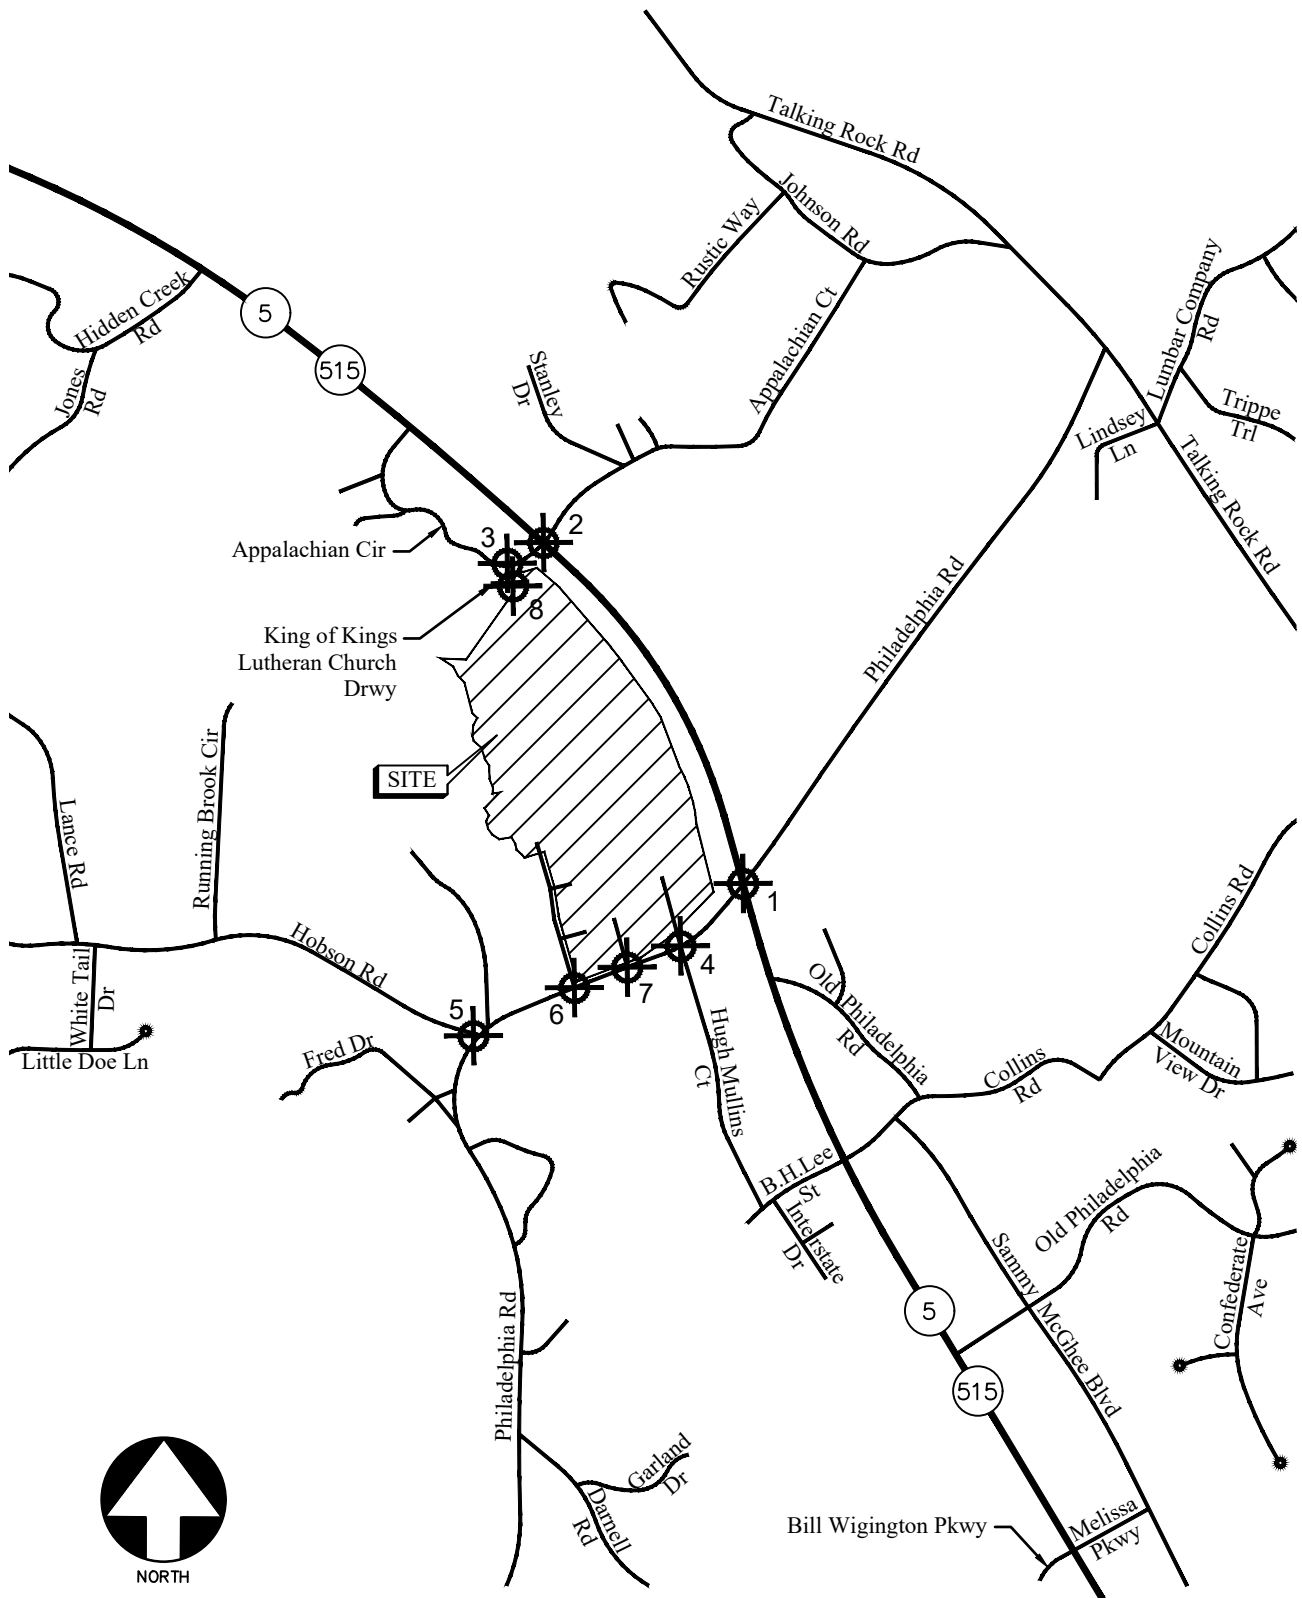 Talking Rock Rd
Johnson Rd
Rustic Way
Lumbar Company
Rd
Hidden Creek
Rd
5
515
Appalachian Ct
Stanley
Dr
Jones
Rd
Trippe
Trl
Lindsey
Ln
Talking Rock Rd
2
3
Appalachian Cir
8
King of Kings
Lutheran Church
Drwy
Philadelphia Rd
SITE
Running Brook Cir
Lance Rd
1
Collins Rd
Hobson Rd
4
7
6
5
White Tail
Dr
Old Philadelphia
Rd
Little Doe Ln
Fred Dr
Hugh Mullins
Ct
Collins
Rd
Mountain
View Dr
B.H.Lee
St
Interstate
Dr
Old Philadelphia
Rd
Sammy McGhee Blvd
Confederate
Ave
5
515
Philadelphia Rd
Garland
Dr
Darnell
Rd
Bill Wigington Pkwy
Melissa
Pkwy
NORTH